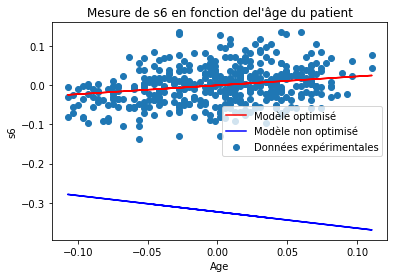 Mesure de s6 en fonction del'âge du patient
0.1
0.0
−0.1
−0.2
−0.3
s6
Modèle optimisé
Modèle non optimisé
Données expérimentales
−0.10
−0.05
0.00
0.05
0.10
Age